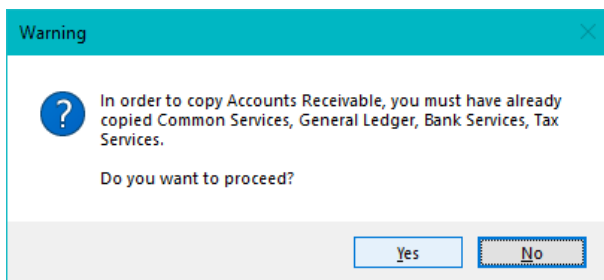 Warning
In order to copy Accounts Receivable, you must have already
copied Common Services, General Ledger, Bank Services, Tax
Services.
Do you want to proceed?
Yes
No